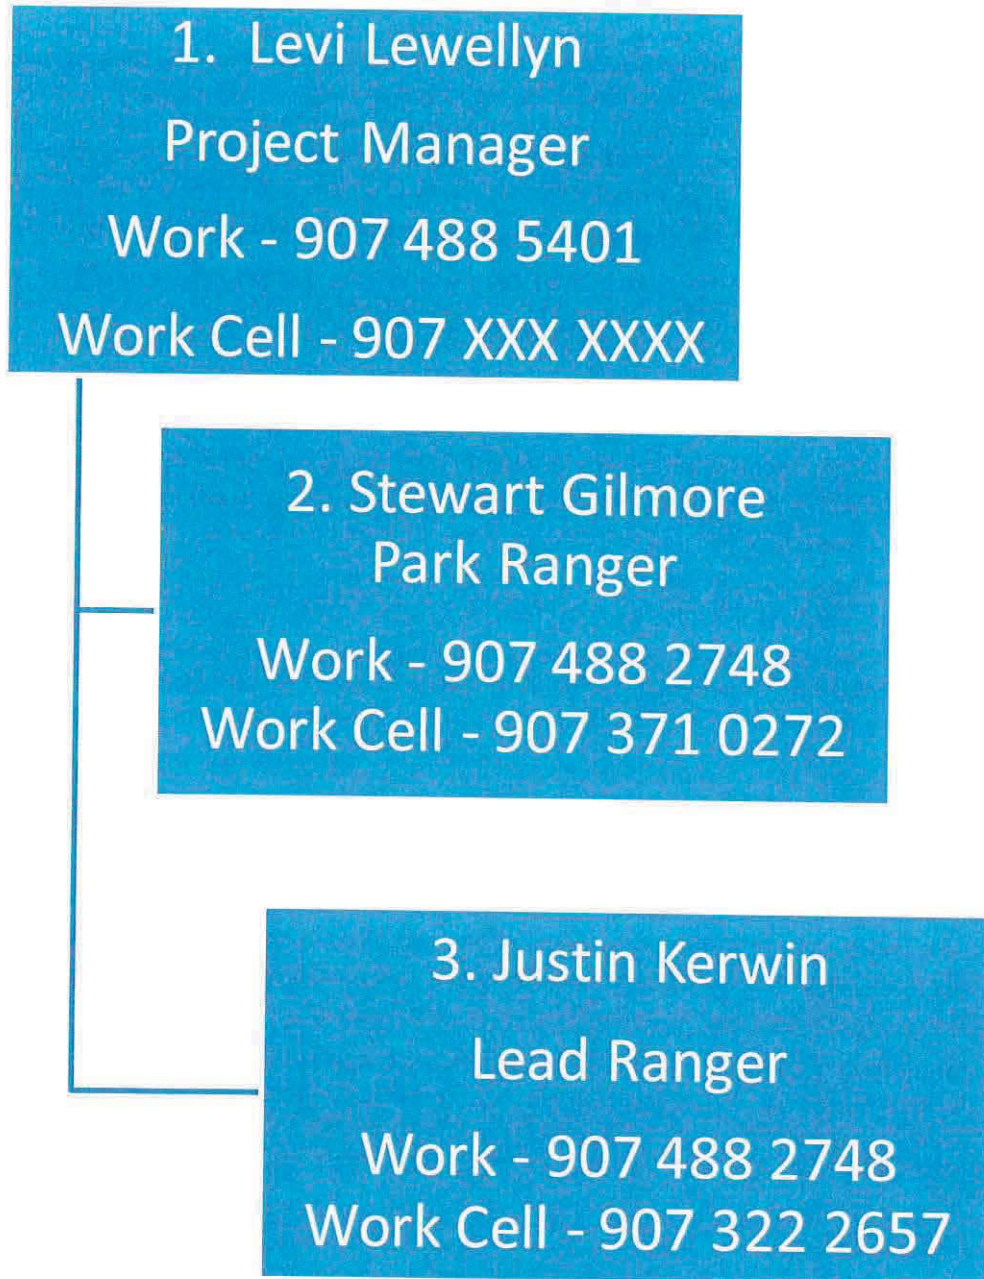 1. Levi Lewellyn
Project Manager
Work - 907 488 5401
Work Cell - 907 XXX XXXX
2. Stewart Gilmore
Park Ranger
Work - 907 488 2748
Work Cell - 907 371 0272
3. Justin Kerwin
Lead Ranger
Work - 907 488 2748
Work Cell - 907 322 2657